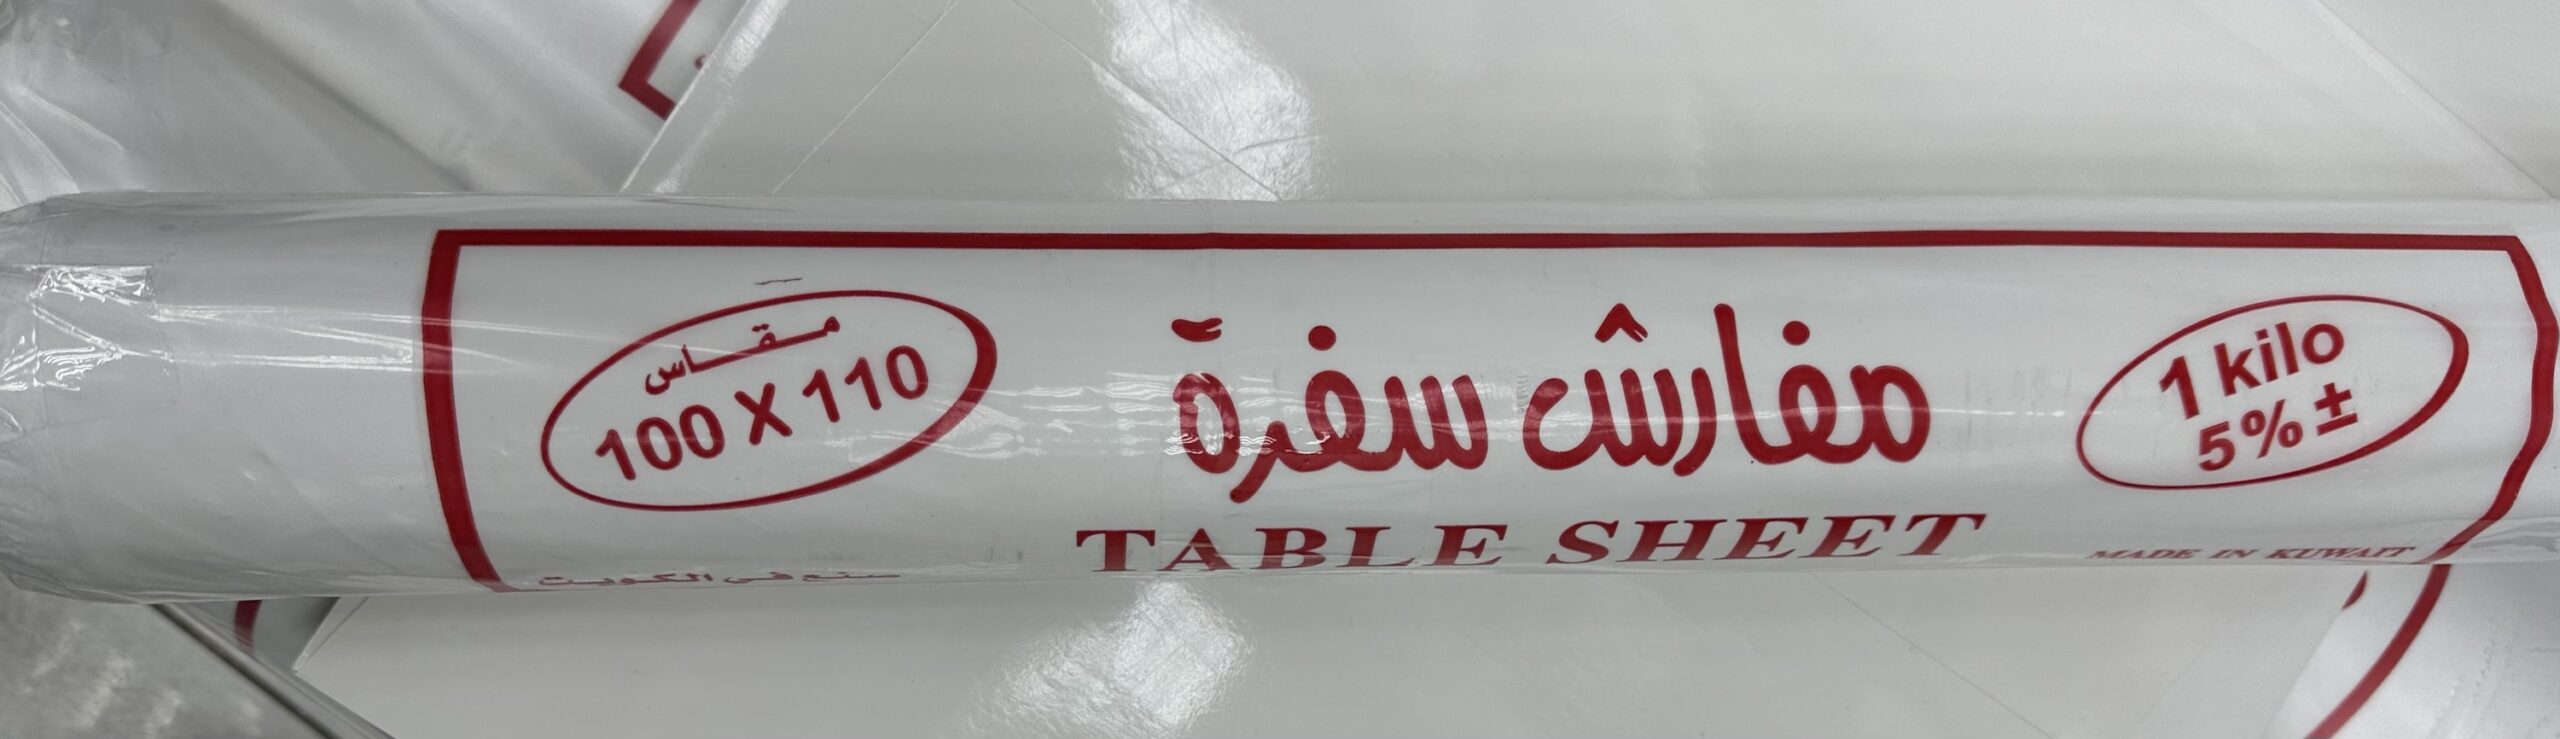 مقاس
100 X 110
مفارش سفرة
TABLE SHEET
1 kilo
5% ±
صنع في الكويت
MADE IN KUWAIT